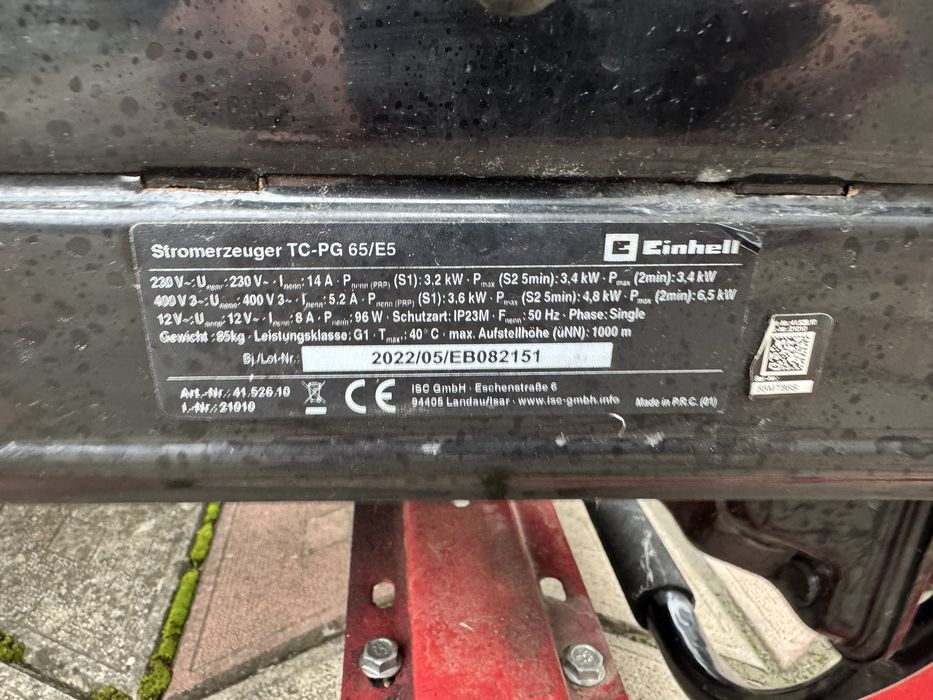 Stromerzeuger TC-PG 65/E5
Einhell
230 V~: Unenn: 230 V~ · Inenn: 14 A · Pnenn (PRP) (S1): 3,2 kW · Pmax (S2 5min): 3,4 kW · Pmax (2min): 3,4 kW
400 V 3~: Unenn: 400 V 3~ · Inenn: 5.2 A · Pnenn (PRP) (S1): 3.6 kW · Pmax (S2 5min): 4,8 kW · Pmax (2min): 6,5 kW
12 V⎓: Unenn: 12 V⎓ · Inenn: 8 A · P: 96 W · Schutzart: IP23M · Fnenn: 50 Hz · Phase: Single
Gewicht: 85kg · Leistungsklasse: G1 · Tmax: 40°C · max. Aufstellhöhe (üNN): 1000 m
Bj./Lot-Nr.: 2022/05/EB082151
Art.-Nr.: 41.526.10
I.-Nr.: 21010
CE
ISC GmbH · Eschenstraße 6
94405 Landau/Isar · www.isc-gmbh.info
Made in P.R.C. (01)